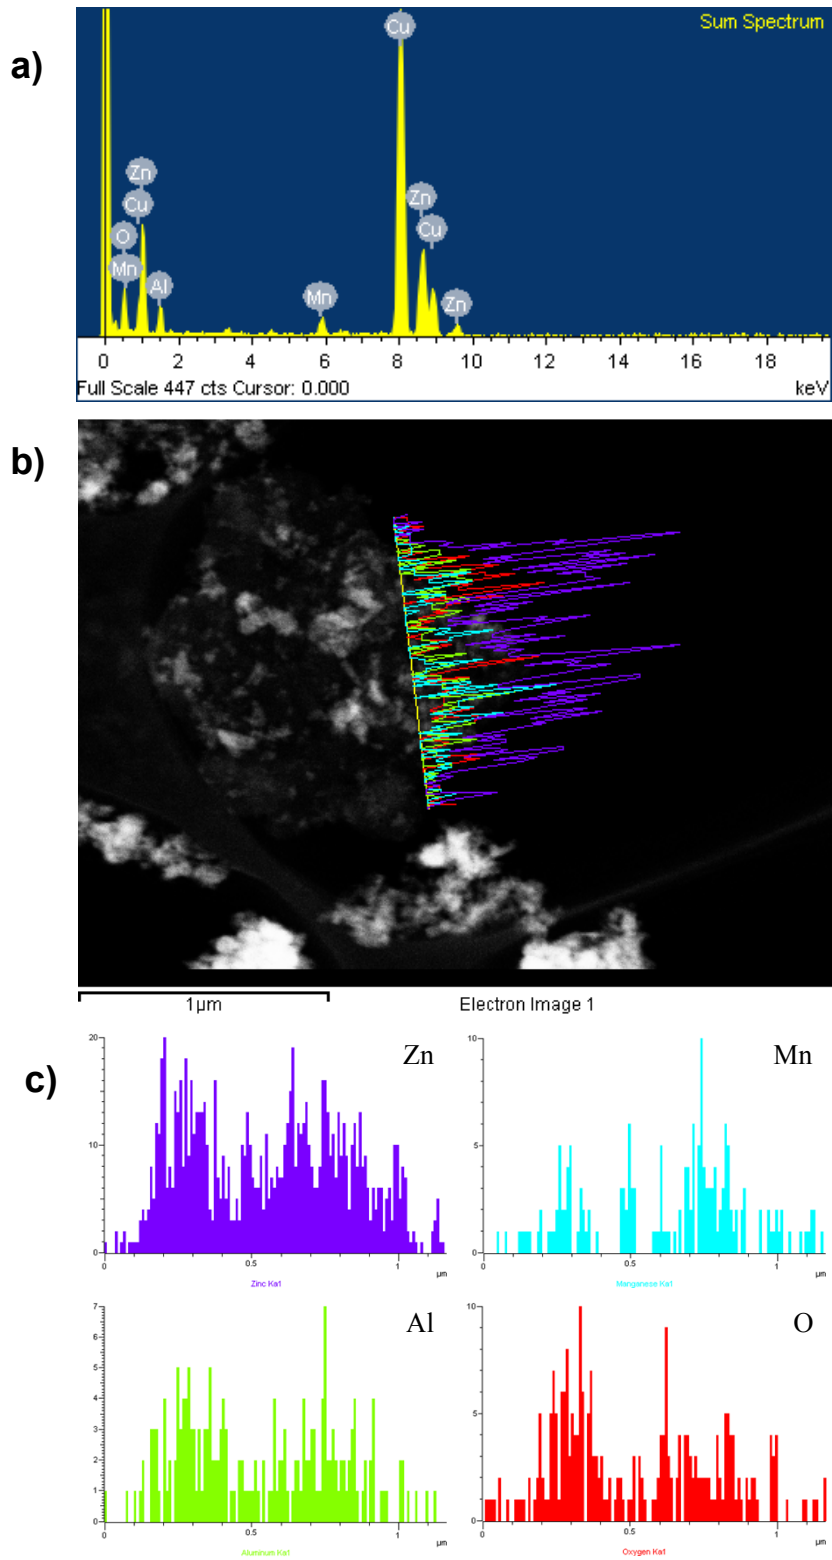 a)
Sum Spectrum
Cu
Zn
Cu
O
Mn
Al
Mn
Zn
Cu
Zn
0 2 4 6 8 10 12 14 16 18
Full Scale 447 cts Cursor: 0.000 keV
b)
1µm Electron Image 1
c)
Zn
20
10
0
0.5 1 µm
Zinc Ka1
Mn
10
5
0
0 0.5 1 µm
Manganese Ka1
Al
7
6
5
4
3
2
1
0
0 0.5 1 µm
Aluminum Ka1
O
10
5
0
0 0.5 1 µm
Oxygen Ka1